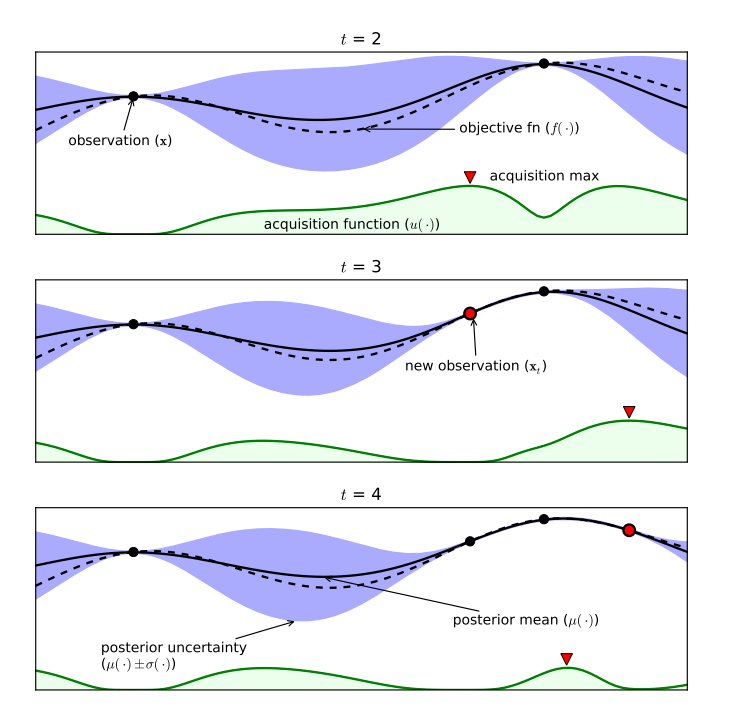 t = 2
observation (x)
objective fn (f(·))
acquisition max
acquisition function (u(·))
t = 3
new observation (xₜ)
t = 4
posterior mean (μ(·))
posterior uncertainty
(μ(·)±σ(·))